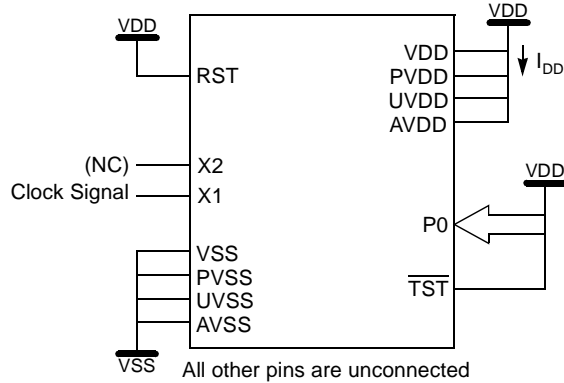 VDD
RST
(NC)
X2
Clock Signal
X1
VSS
PVSS
UVSS
AVSS
VSS
VDD
VDD
PVDD
UVDD
AVDD
IDD
VDD
P0
TST
All other pins are unconnected